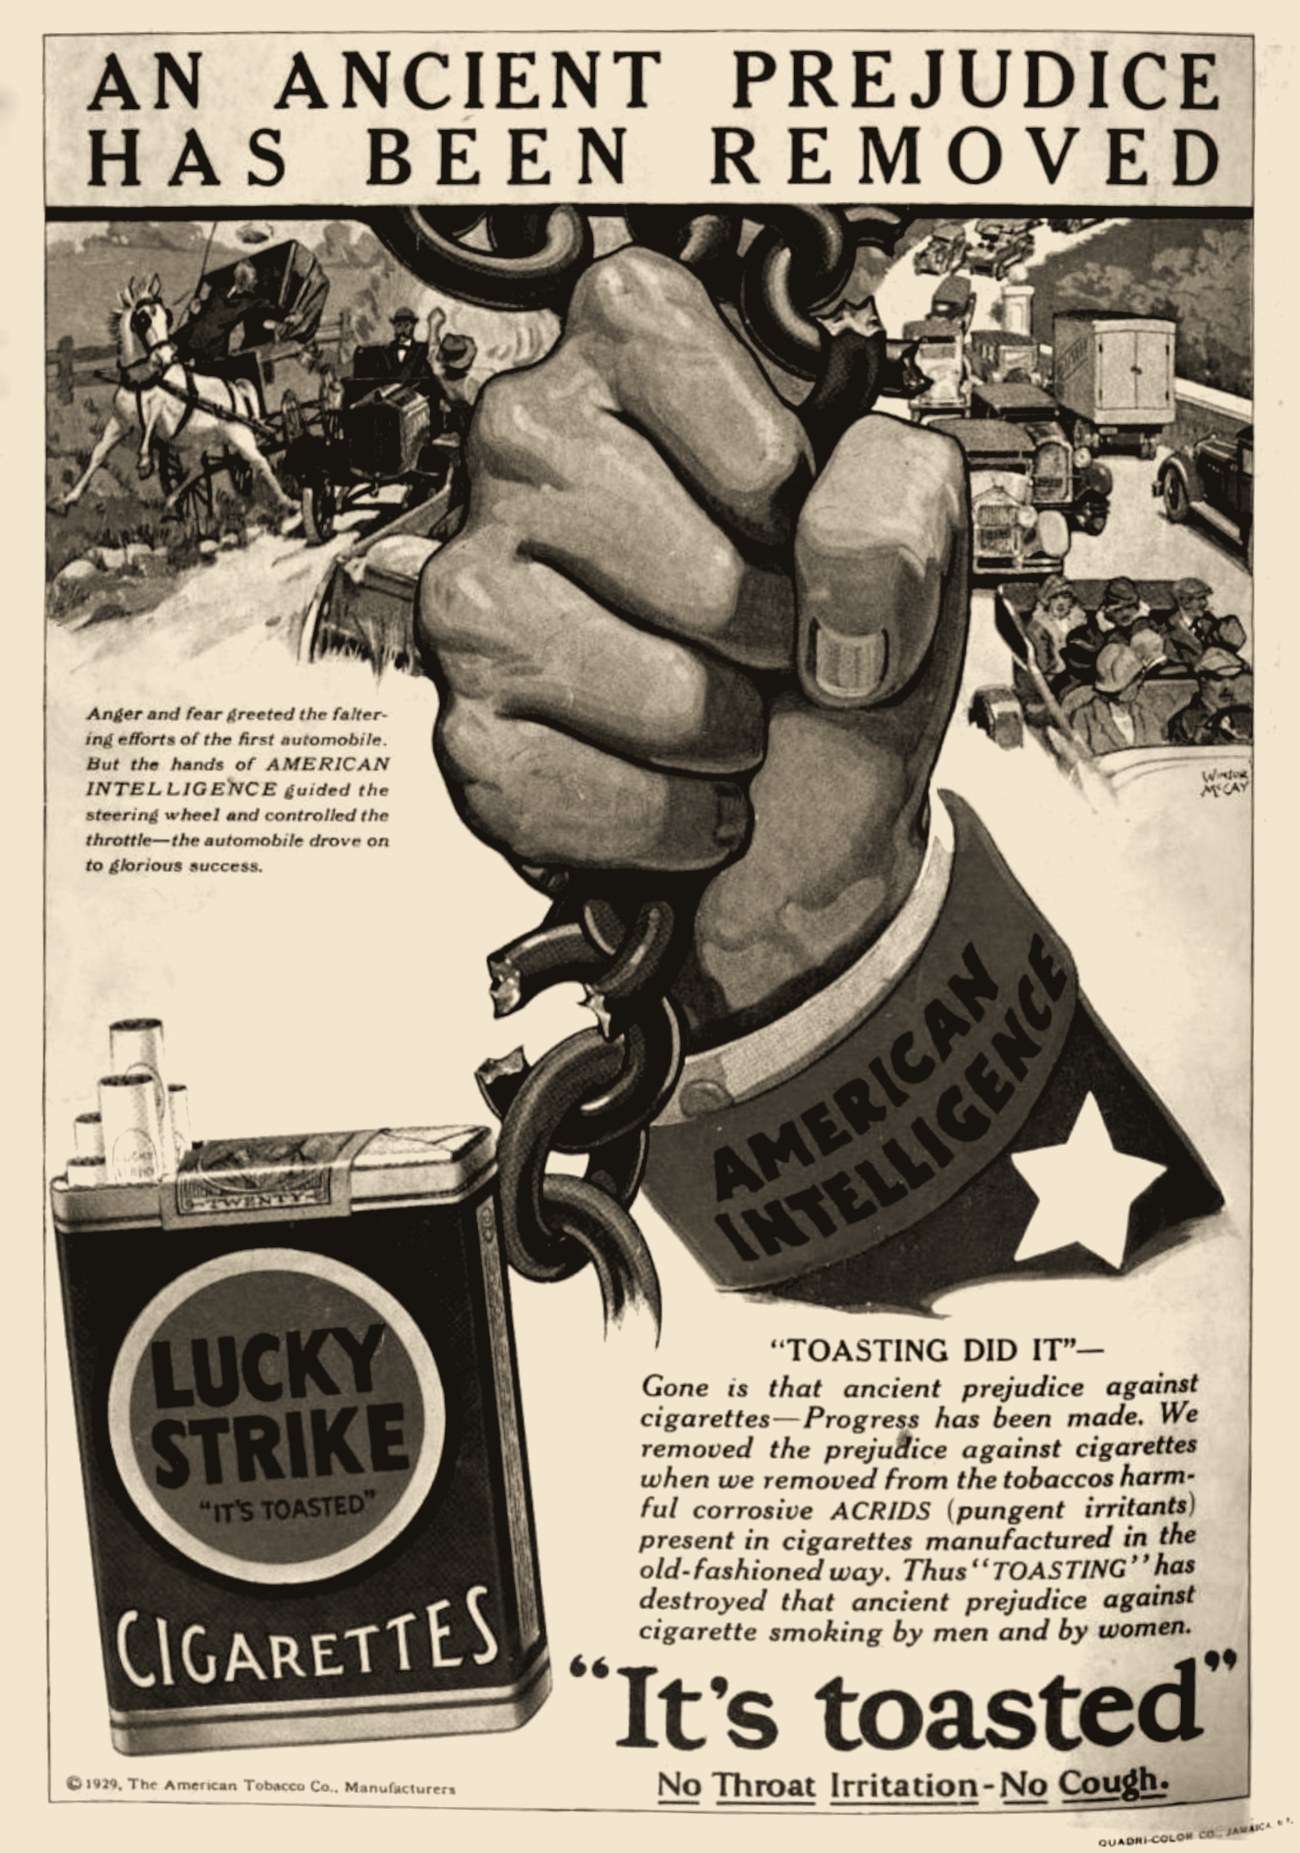 AN ANCIENT PREJUDICE
HAS BEEN REMOVED
Anger and fear greeted the falter-
ing efforts of the first automobile.
But the hands of AMERICAN
INTELLIGENCE guided the
steering wheel and controlled the
throttle—the automobile drove on
to glorious success.
WINSOR
McCAY
AMERICAN
INTELLIGENCE
TWENTY
LUCKY
STRIKE
"IT'S TOASTED"
CIGARETTES
"TOASTING DID IT"—
Gone is that ancient prejudice against
cigarettes—Progress has been made. We
removed the prejudice against cigarettes
when we removed from the tobaccos harm-
ful corrosive ACRIDS (pungent irritants)
present in cigarettes manufactured in the
old-fashioned way. Thus "TOASTING" has
destroyed that ancient prejudice against
cigarette smoking by men and by women.
"It's toasted"
No Throat Irritation-No Cough.
© 1929, The American Tobacco Co., Manufacturers
QUADRI-COLOR CO., JAMAICA, N.Y.